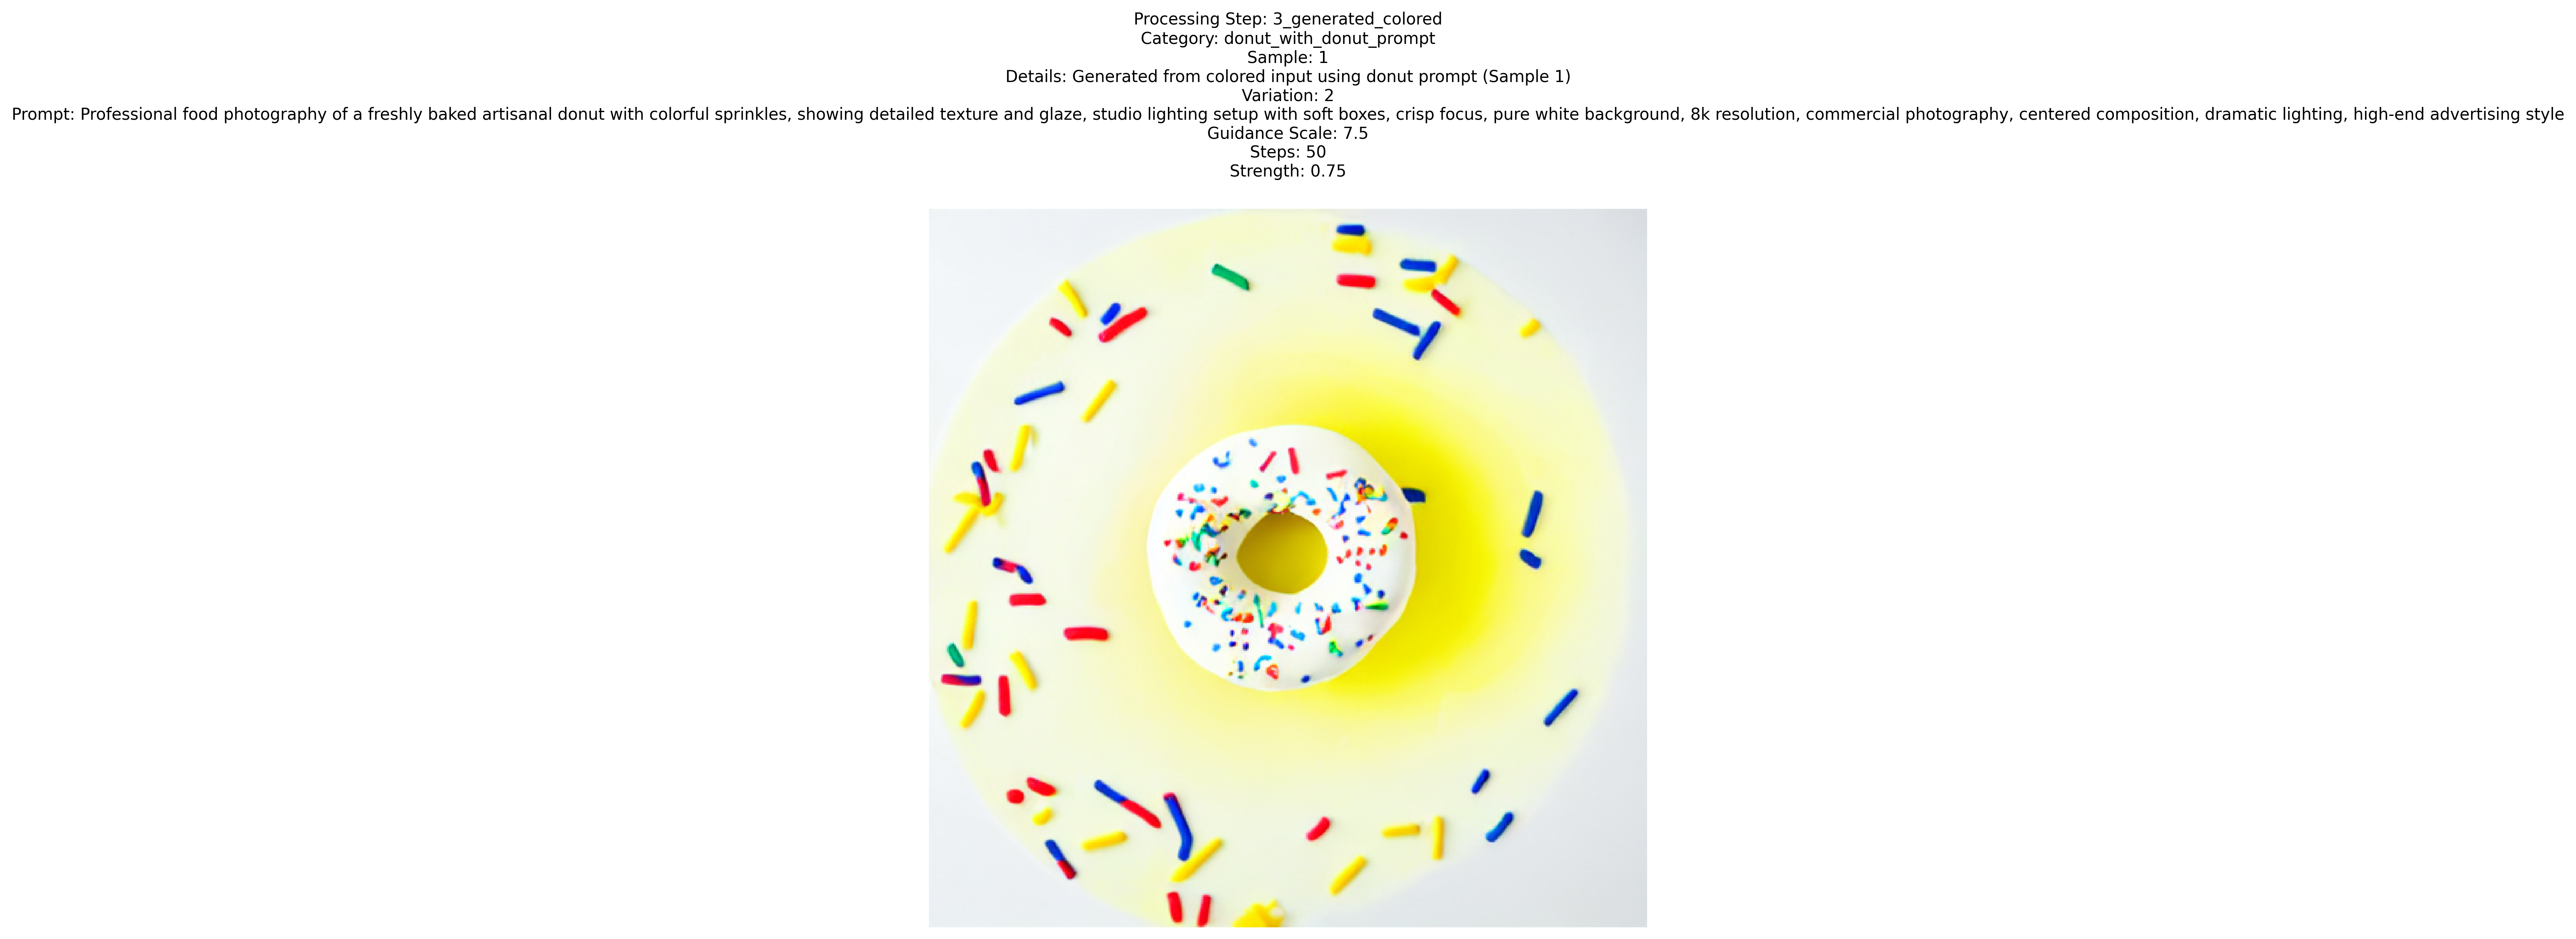 Processing Step: 3_generated_colored
Category: donut_with_donut_prompt
Sample: 1
Details: Generated from colored input using donut prompt (Sample 1)
Variation: 2
Prompt: Professional food photography of a freshly baked artisanal donut with colorful sprinkles, showing detailed texture and glaze, studio lighting setup with soft boxes, crisp focus, pure white background, 8k resolution, commercial photography, centered composition, dramatic lighting, high-end advertising style
Guidance Scale: 7.5
Steps: 50
Strength: 0.75